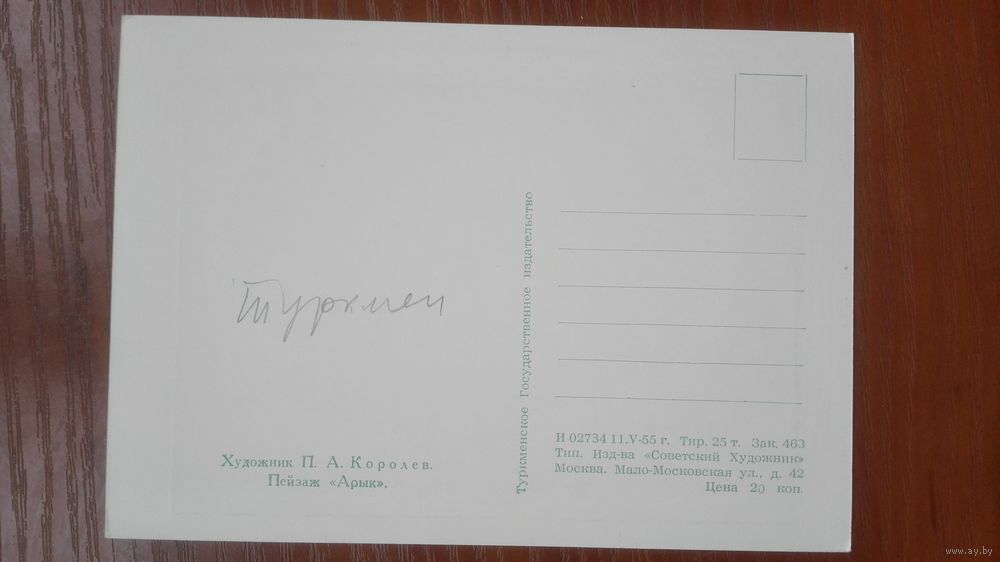 Туркмен
Художник П. А. Королев.
Пейзаж «Арык».
Туркменское Государственное издательство
И 02734 11.V-55 г. Тир. 25 т. Зак. 463
Тип. Изд-ва «Советский Художник»
Москва. Мало-Московская ул., д. 42
Цена 20 коп.
www.ay.by